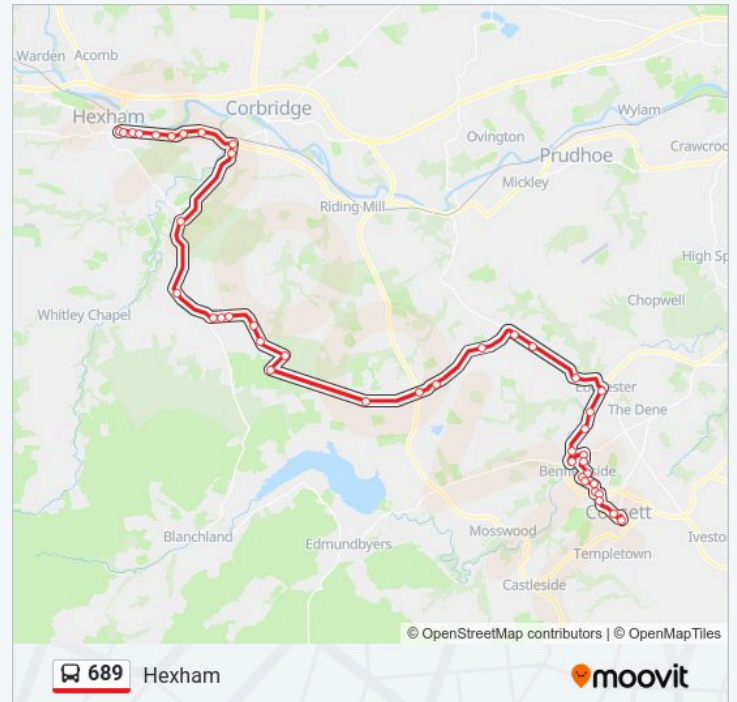 Warden Acomb
Hexham
Corbridge
Wylam
Ovington
Prudhoe
Crawcroo
Mickley
Riding Mill
High Sp
Chopwell
Whitley Chapel
The Dene
Blanchland
Edmundbyers
Mosswood
Ivesto
Templetown
Castleside
© OpenStreetMap contributors | © OpenMapTiles
689 Hexham
moovit